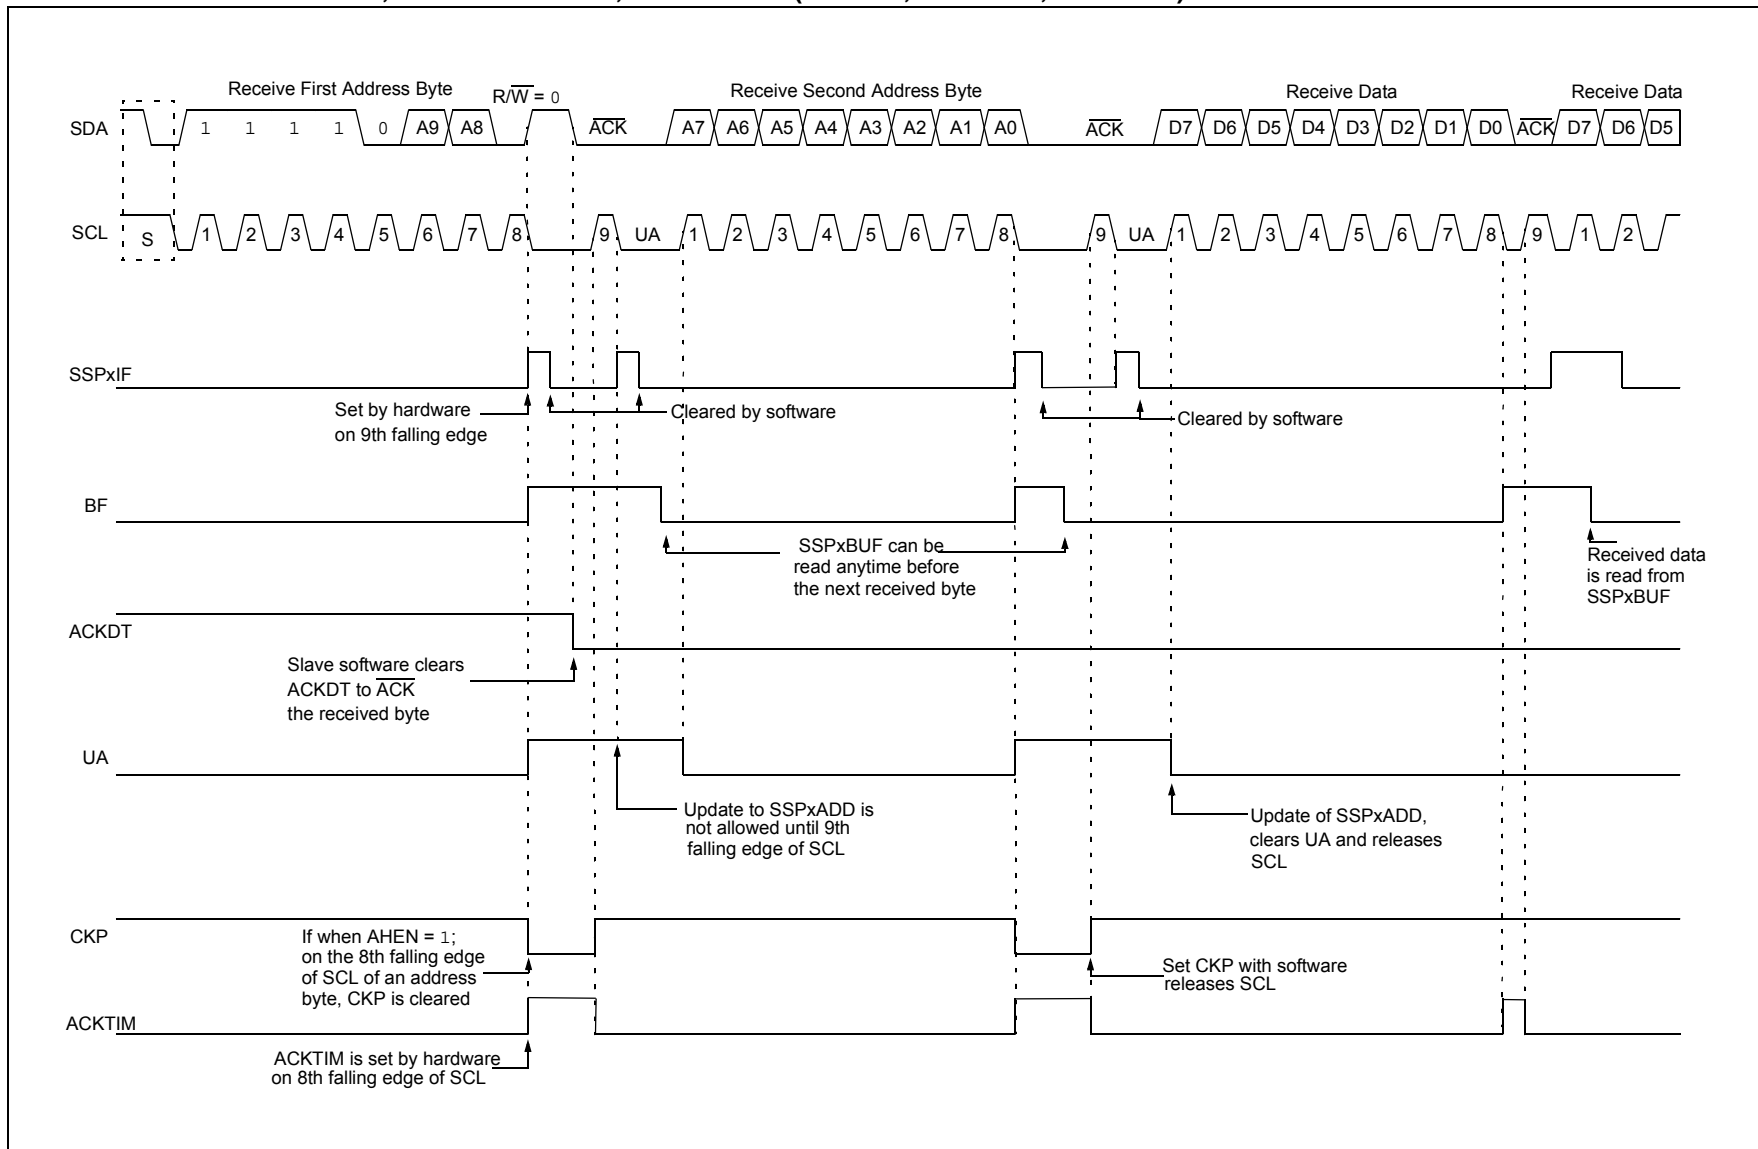 Receive First Address Byte
R/W = 0
Receive Second Address Byte
Receive Data
Receive Data
SDA
1 1 1 1 0 A9 A8
ACK
A7 A6 A5 A4 A3 A2 A1 A0
ACK
D7 D6 D5 D4 D3 D2 D1 D0
ACK
D7 D6 D5
SCL
S
1 2 3 4 5 6 7 8 9 UA 1 2 3 4 5 6 7 8 9 UA 1 2 3 4 5 6 7 8 9 1 2
SSPxIF
Set by hardware
on 9th falling edge
Cleared by software
Cleared by software
BF
SSPxBUF can be
read anytime before
the next received byte
Received data
is read from
SSPxBUF
ACKDT
Slave software clears
ACKDT to ACK
the received byte
UA
Update to SSPxADD is
not allowed until 9th
falling edge of SCL
Update of SSPxADD,
clears UA and releases
SCL
CKP
If when AHEN = 1;
on the 8th falling edge
of SCL of an address
byte, CKP is cleared
Set CKP with software
releases SCL
ACKTIM
ACKTIM is set by hardware
on 8th falling edge of SCL